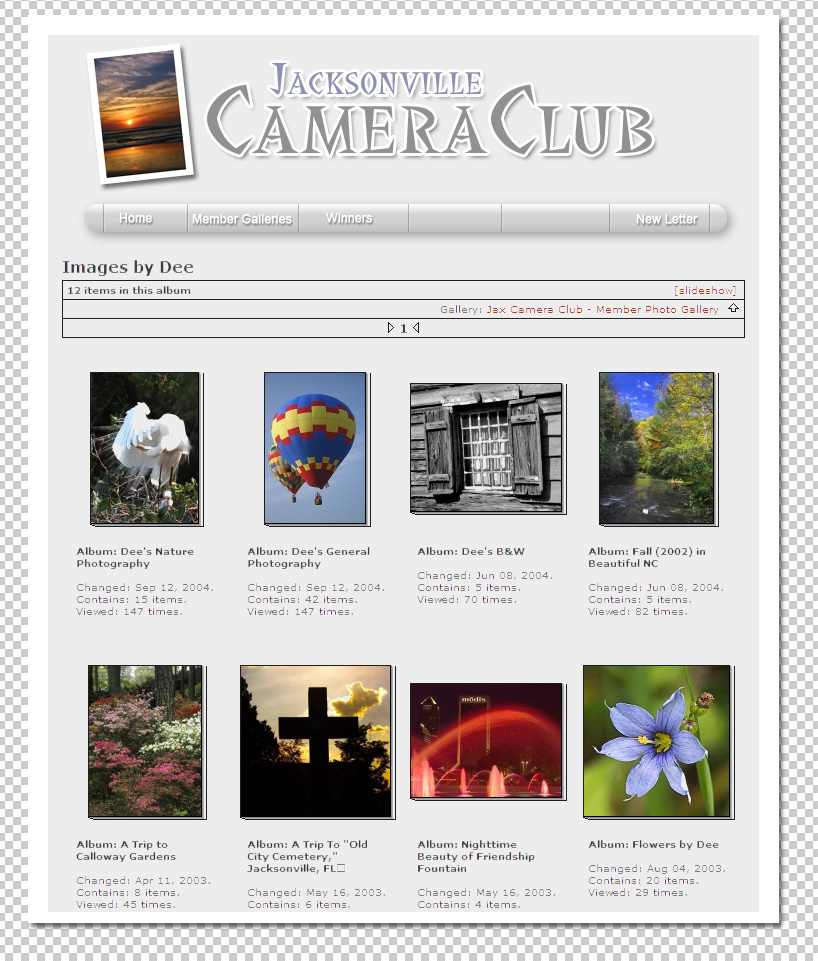 Jacksonville
Camera Club
Home Member Galleries Winners New Letter
Images by Dee
12 items in this album [slideshow]
Gallery: Jax Camera Club - Member Photo Gallery
1
mödis
Album: Dee's Nature
Photography
Changed: Sep 12, 2004.
Contains: 15 items.
Viewed: 147 times.
Album: Dee's General
Photography
Changed: Sep 12, 2004.
Contains: 42 items.
Viewed: 147 times.
Album: Dee's B&W
Changed: Jun 08, 2004.
Contains: 5 items.
Viewed: 70 times.
Album: Fall (2002) in
Beautiful NC
Changed: Jun 08, 2004.
Contains: 5 items.
Viewed: 82 times.
Album: A Trip to
Calloway Gardens
Changed: Apr 11, 2003.
Contains: 8 items.
Viewed: 45 times.
Album: A Trip To "Old
City Cemetery,"
Jacksonville, FL
Changed: May 16, 2003.
Contains: 6 items.
Album: Nighttime
Beauty of Friendship
Fountain
Changed: May 16, 2003.
Contains: 4 items.
Album: Flowers by Dee
Changed: Aug 04, 2003.
Contains: 20 items.
Viewed: 29 times.